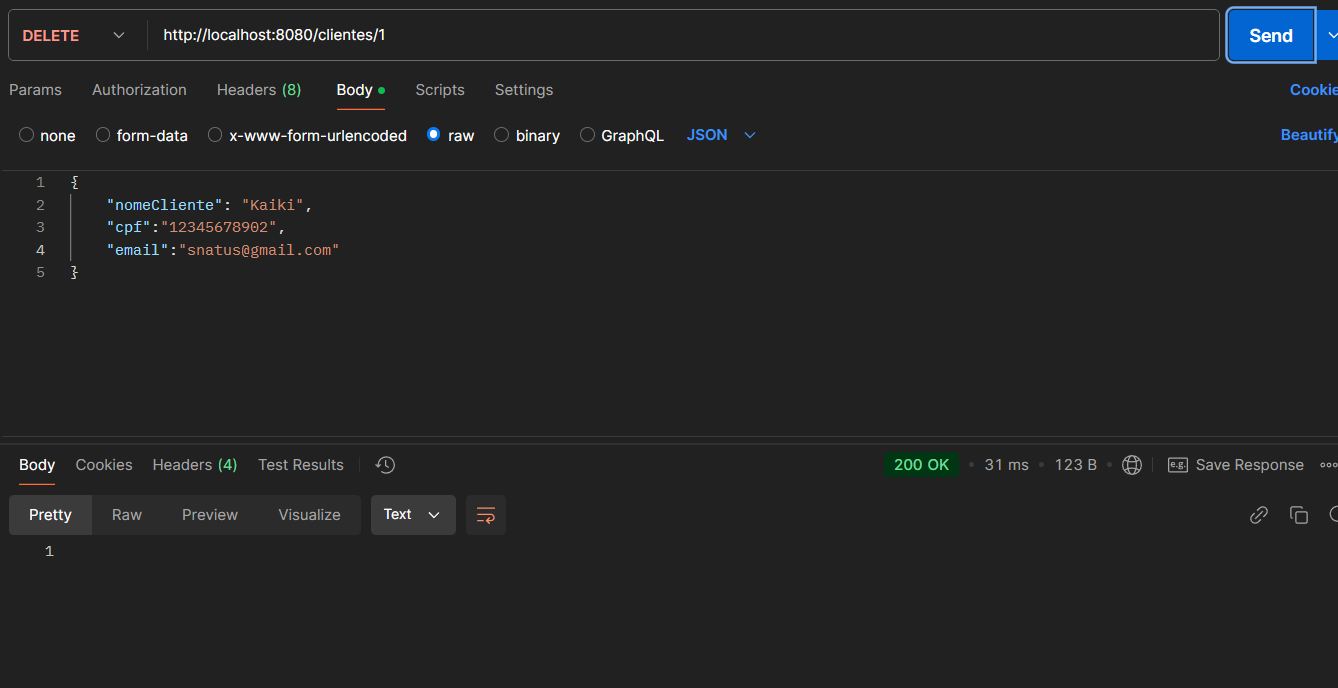 DELETE http://localhost:8080/clientes/1 Send
Params Authorization Headers (8) Body Scripts Settings Cookie
none form-data x-www-form-urlencoded raw binary GraphQL JSON Beautify
1 {
2 "nomeCliente": "Kaiki",
3 "cpf":"12345678902",
4 "email":"snatus@gmail.com"
5 }
Body Cookies Headers (4) Test Results 200 OK • 31 ms • 123 B • e.g. Save Response
Pretty Raw Preview Visualize Text
1